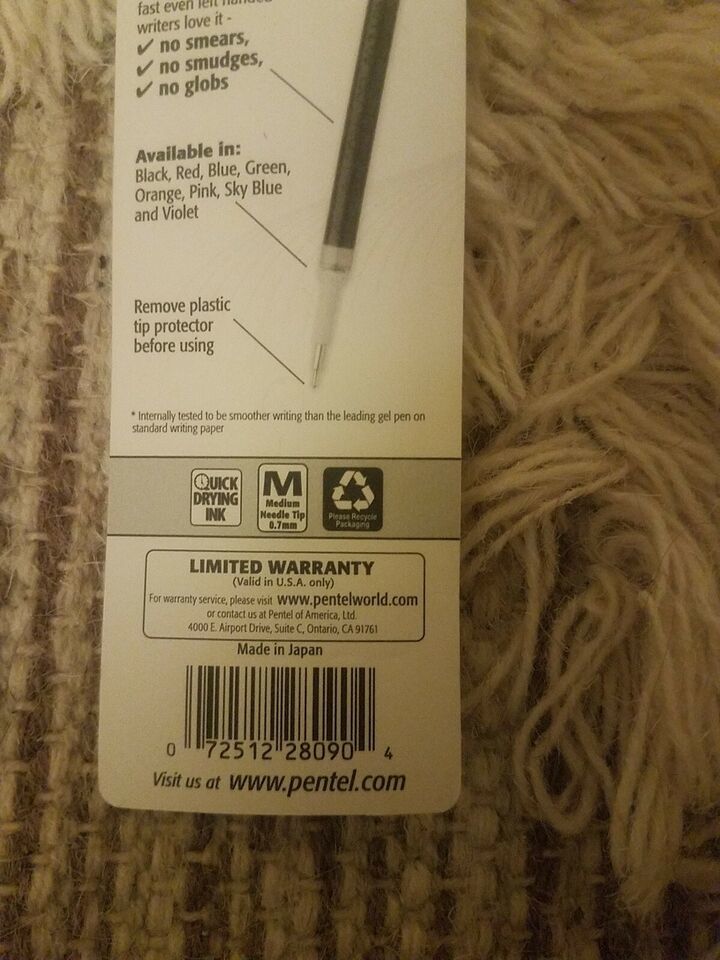 fast even left handed
writers love it -
✔ no smears,
✔ no smudges,
✔ no globs
Available in:
Black, Red, Blue, Green,
Orange, Pink, Sky Blue
and Violet
Remove plastic
tip protector
before using
* Internally tested to be smoother writing than the leading gel pen on
standard writing paper
QUICK
DRYING
INK
M
Medium
Needle Tip
0.7mm
Please Recycle
Packaging
LIMITED WARRANTY
(Valid in U.S.A. only)
For warranty service, please visit www.pentelworld.com
or contact us at Pentel of America, Ltd.
4000 E. Airport Drive, Suite C, Ontario, CA 91761
Made in Japan
0 72512 28090 4
Visit us at www.pentel.com